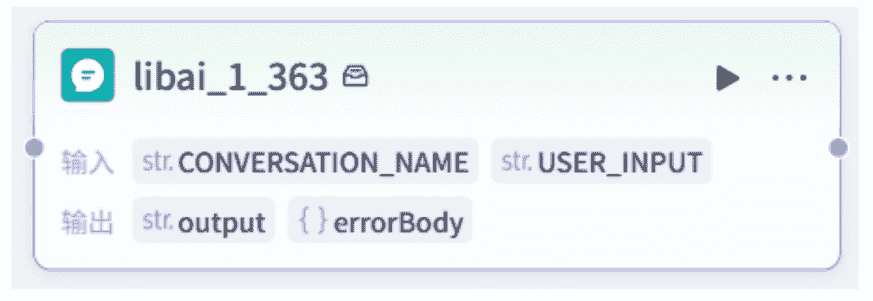 libai_1_363
输入 str. CONVERSATION_NAME str. USER_INPUT
输出 str. output { } errorBody